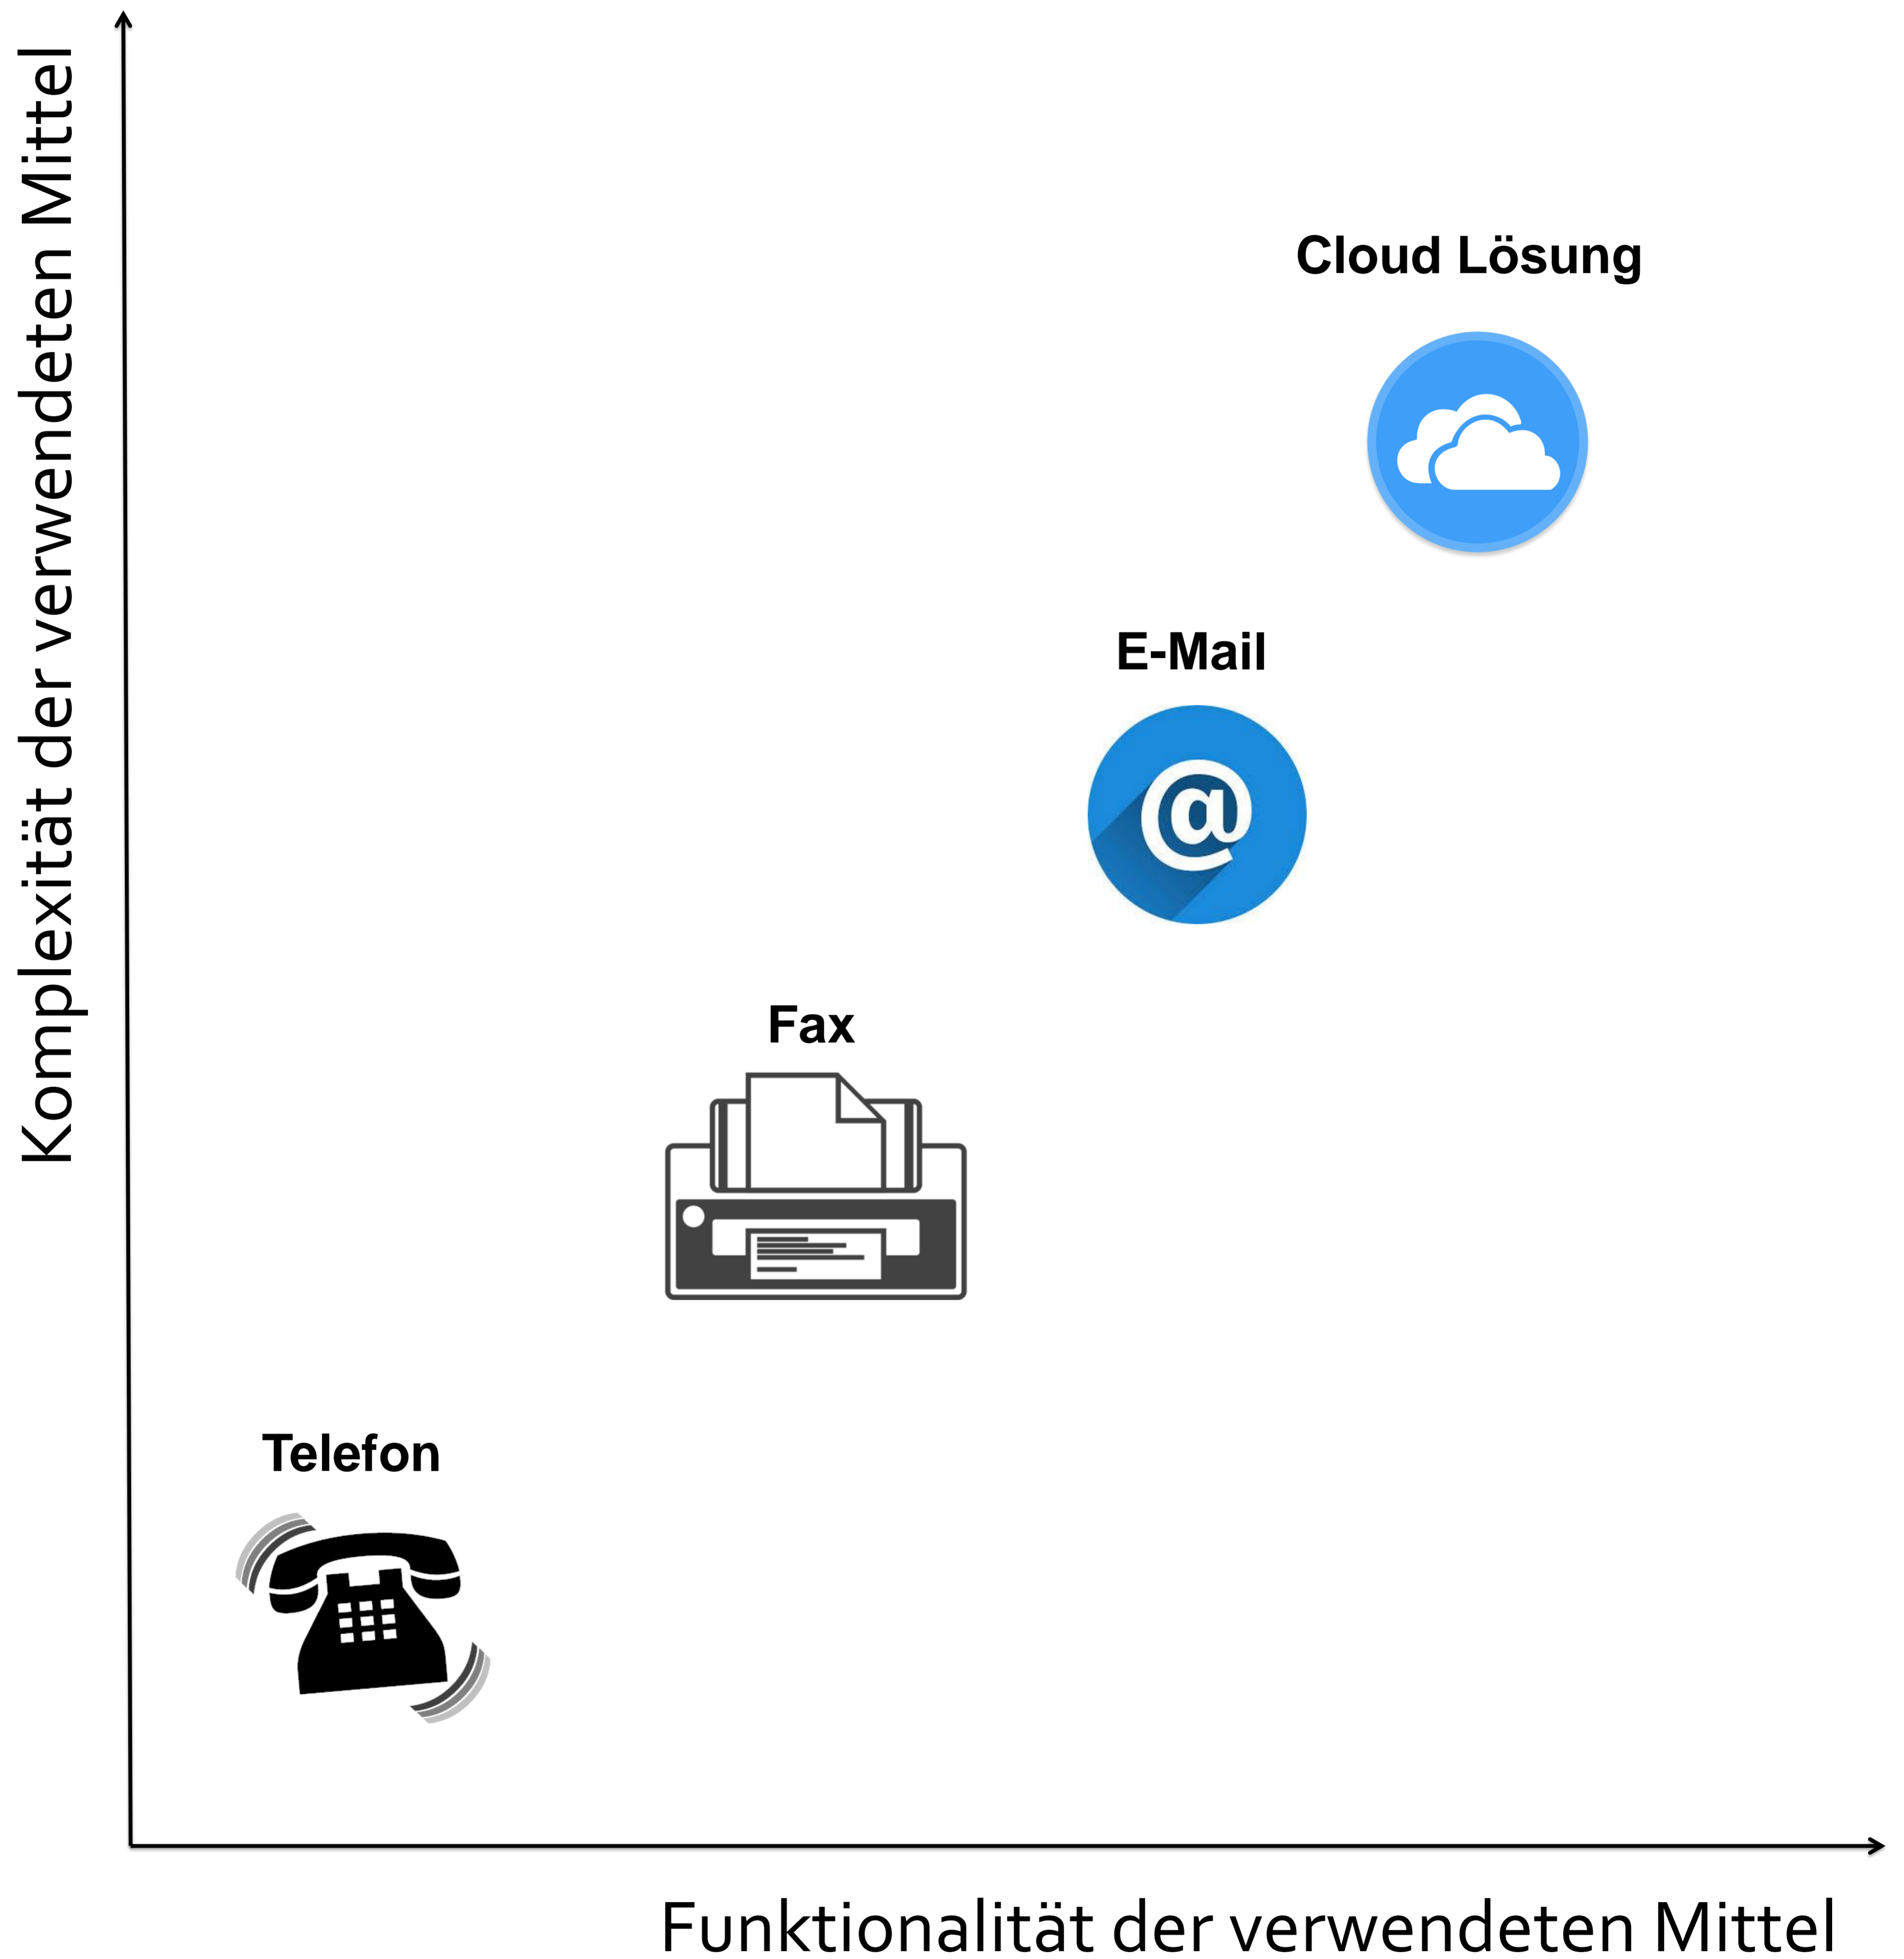 Komplexität der verwendeten Mittel
Cloud Lösung
E-Mail
@
Fax
Telefon
Funktionalität der verwendeten Mittel